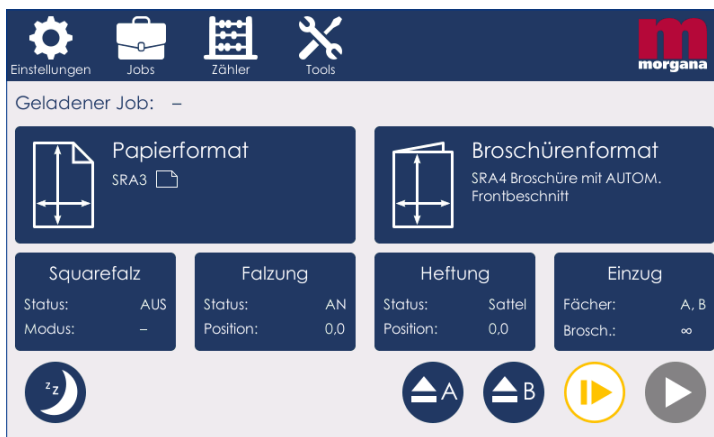 Einstellungen Jobs Zähler Tools
morgana
Geladener Job: –
Papierformat
SRA3
Broschürenformat
SRA4 Broschüre mit AUTOM.
Frontbeschnitt
Squarefalz
Status: AUS
Modus: –
Falzung
Status: AN
Position: 0,0
Heftung
Status: Sattel
Position: 0,0
Einzug
Fächer: A, B
Brosch.: ∞
z z
A
B